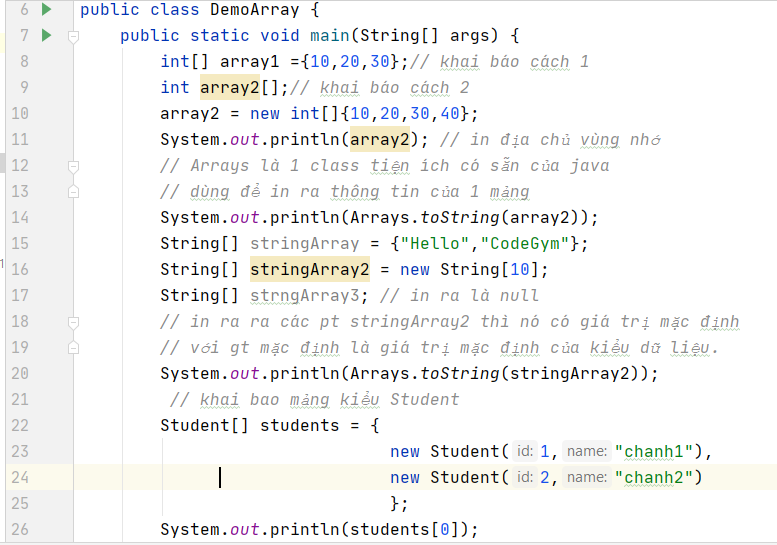 6 public class DemoArray {
7 public static void main(String[] args) {
8 int[] array1 ={10,20,30};// khai báo cách 1
9 int array2[];// khai báo cách 2
10 array2 = new int[]{10,20,30,40};
11 System.out.println(array2); // in địa chủ vùng nhớ
12 // Arrays là 1 class tiện ích có sẵn của java
13 // dùng để in ra thông tin của 1 mảng
14 System.out.println(Arrays.toString(array2));
15 String[] stringArray = {"Hello","CodeGym"};
16 String[] stringArray2 = new String[10];
17 String[] strngArray3; // in ra là null
18 // in ra ra các pt stringArray2 thì nó có giá trị mặc định
19 // với gt mặc định là giá trị mặc định của kiểu dữ liệu.
20 System.out.println(Arrays.toString(stringArray2));
21 // khai bao mảng kiểu Student
22 Student[] students = {
23 new Student( id: 1, name: "chanh1"),
24 new Student( id: 2, name: "chanh2")
25 };
26 System.out.println(students[0]);